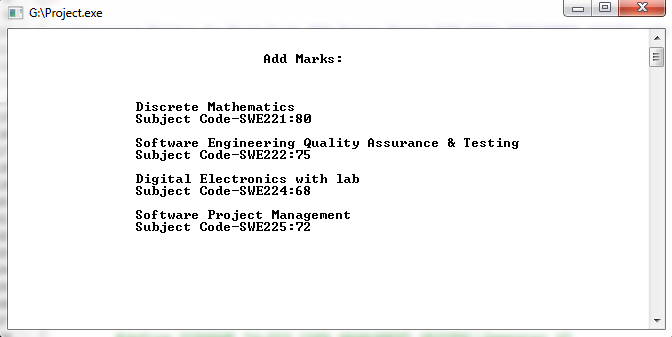 G:\Project.exe
Add Marks:
Discrete Mathematics
Subject Code-SWE221:80
Software Engineering Quality Assurance & Testing
Subject Code-SWE222:75
Digital Electronics with lab
Subject Code-SWE224:68
Software Project Management
Subject Code-SWE225:72